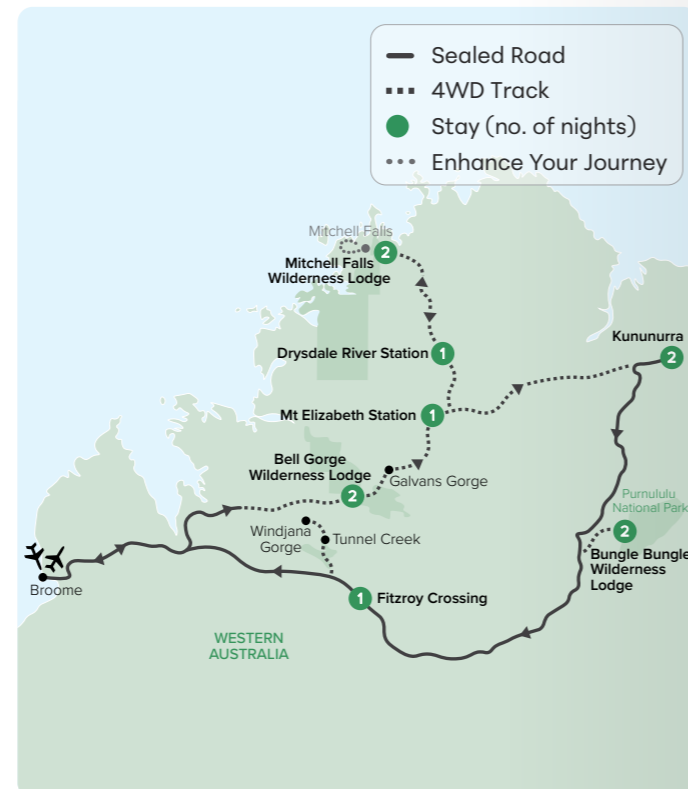 Sealed Road
4WD Track
Stay (no. of nights)
Enhance Your Journey
Mitchell Falls
2
Mitchell Falls
Wilderness Lodge
Drysdale River Station
1
Kununurra
2
Mt Elizabeth Station
1
Bell Gorge
Wilderness Lodge
2
Galvans Gorge
Purnululu
National Park
2
Windjana
Gorge
Tunnel Creek
Bungle Bungle
Wilderness
Lodge
Broome
1
Fitzroy Crossing
WESTERN
AUSTRALIA